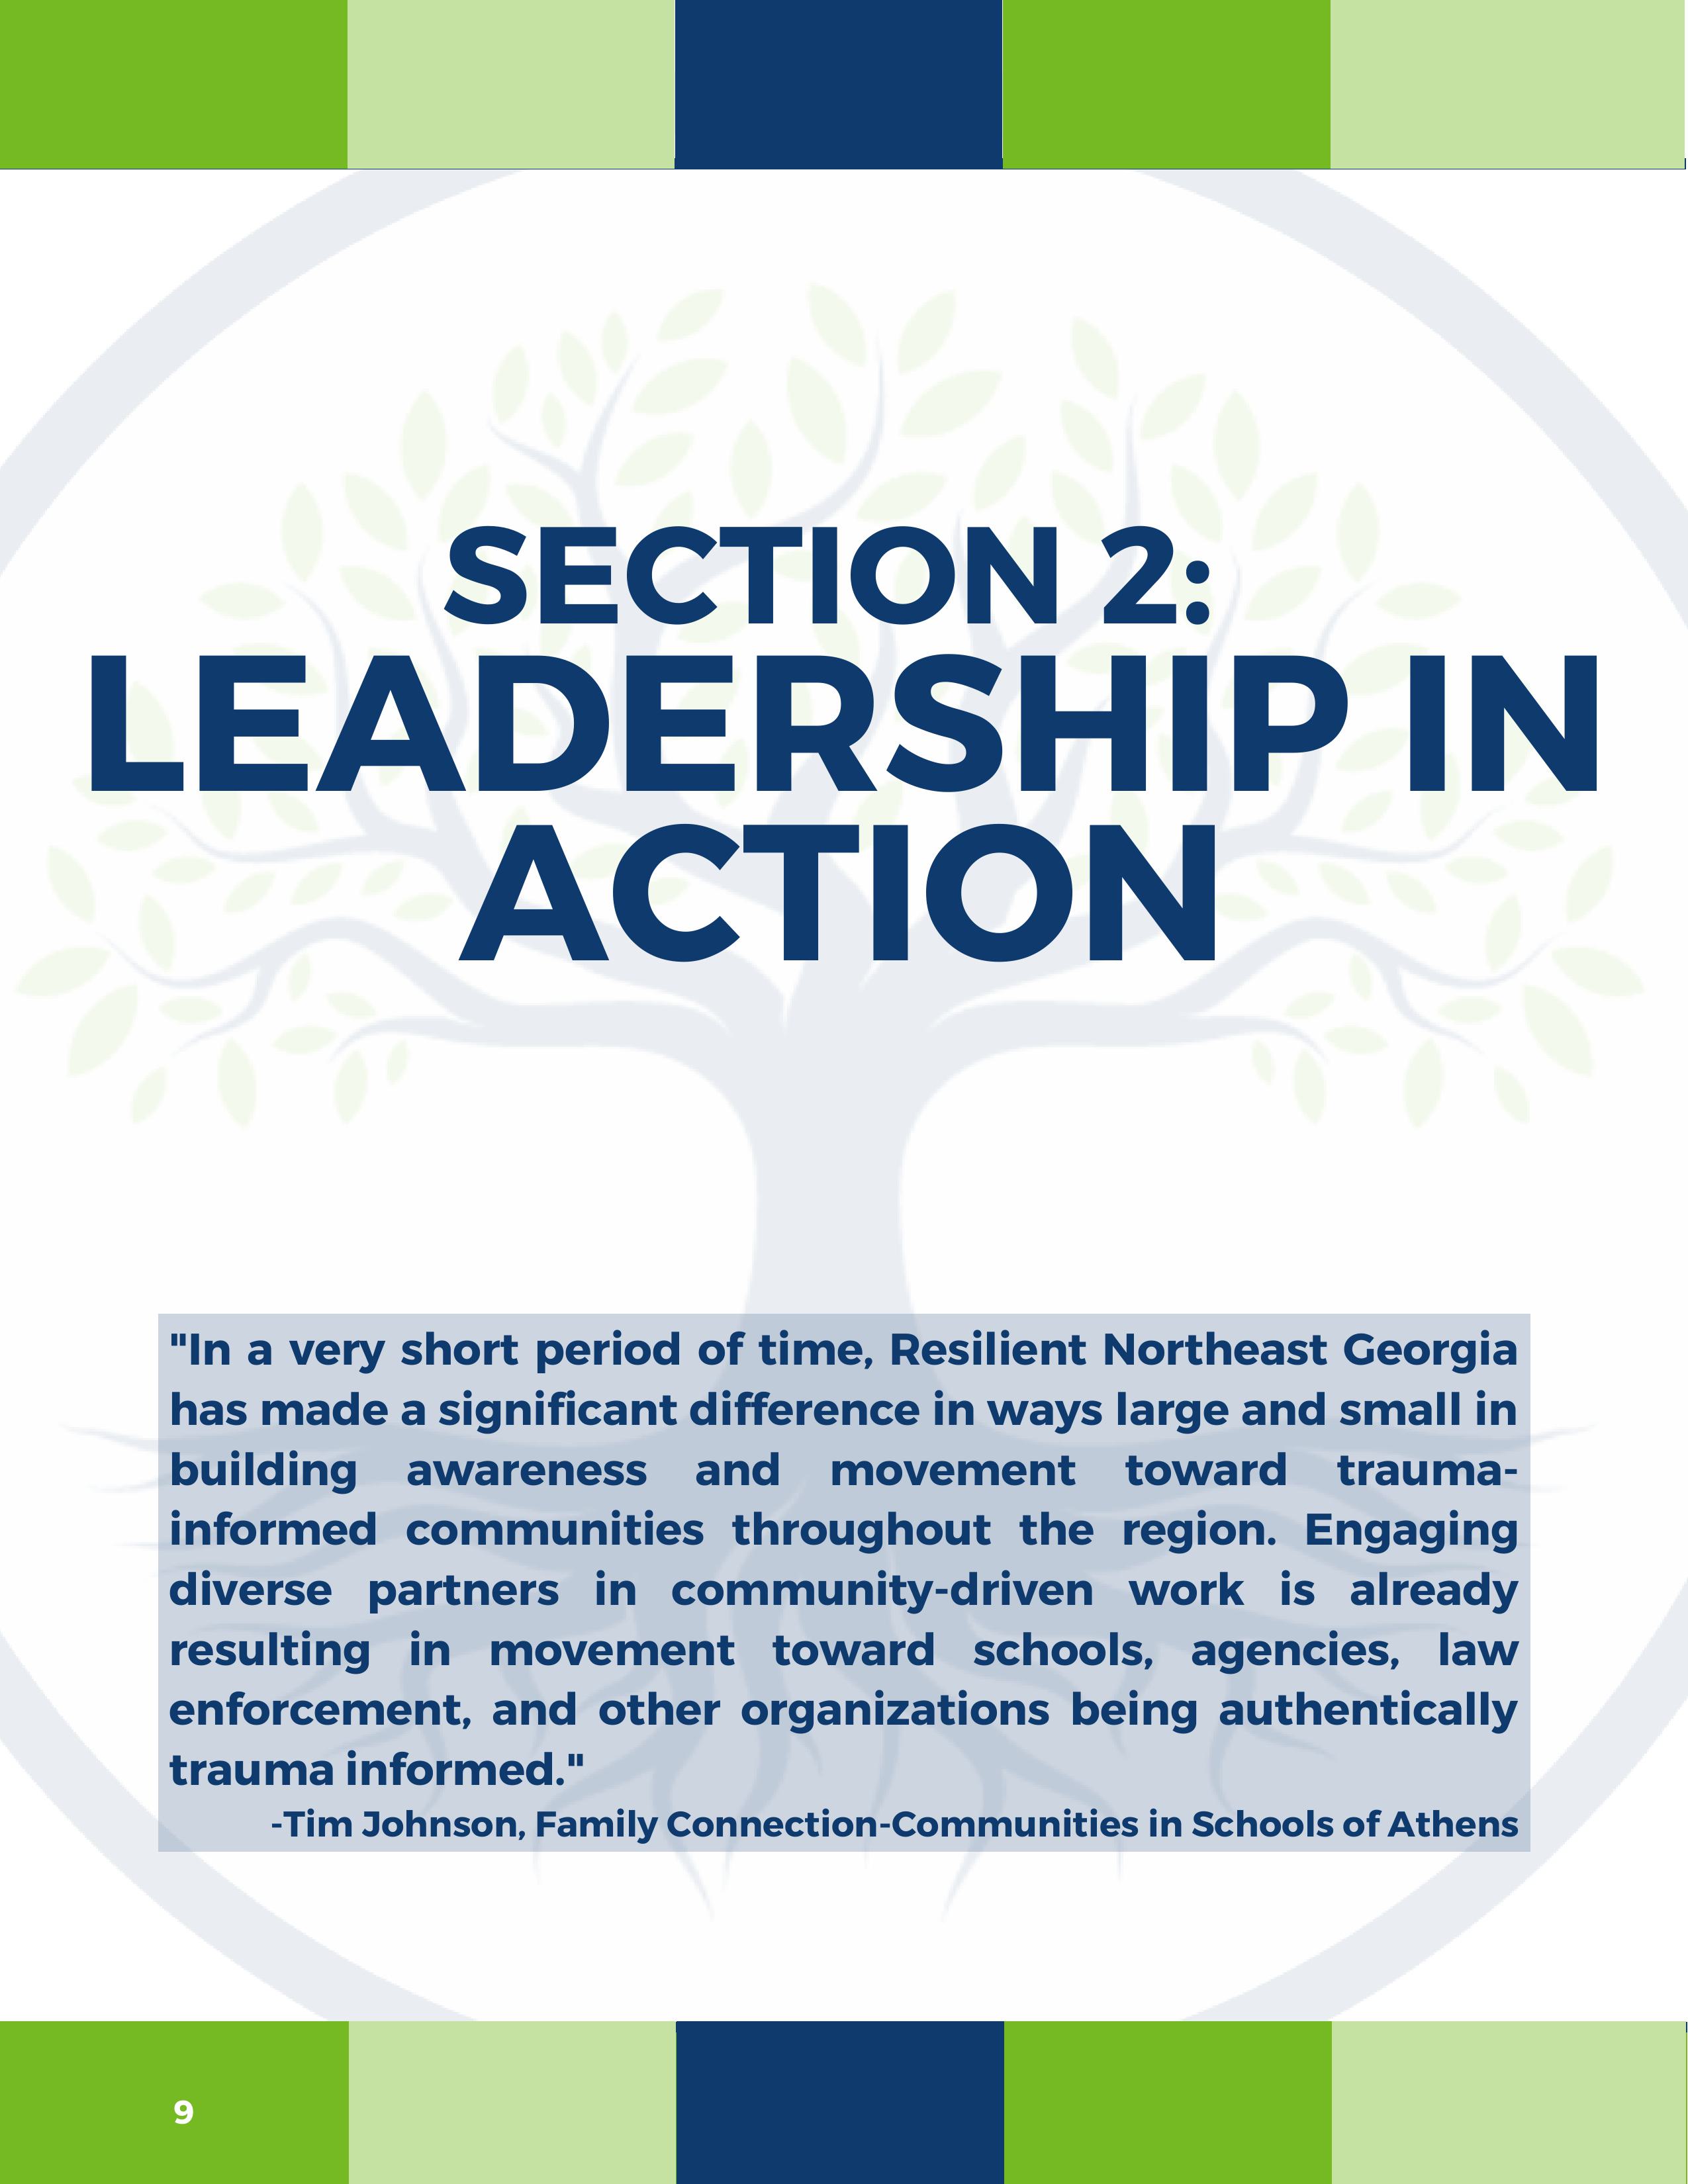 SECTION 2:
LEADERSHIP IN
ACTION
"In a very short period of time, Resilient Northeast Georgia
has made a significant difference in ways large and small in
building awareness and movement toward trauma-
informed communities throughout the region. Engaging
diverse partners in community-driven work is already
resulting in movement toward schools, agencies, law
enforcement, and other organizations being authentically
trauma informed."
-Tim Johnson, Family Connection-Communities in Schools of Athens
9